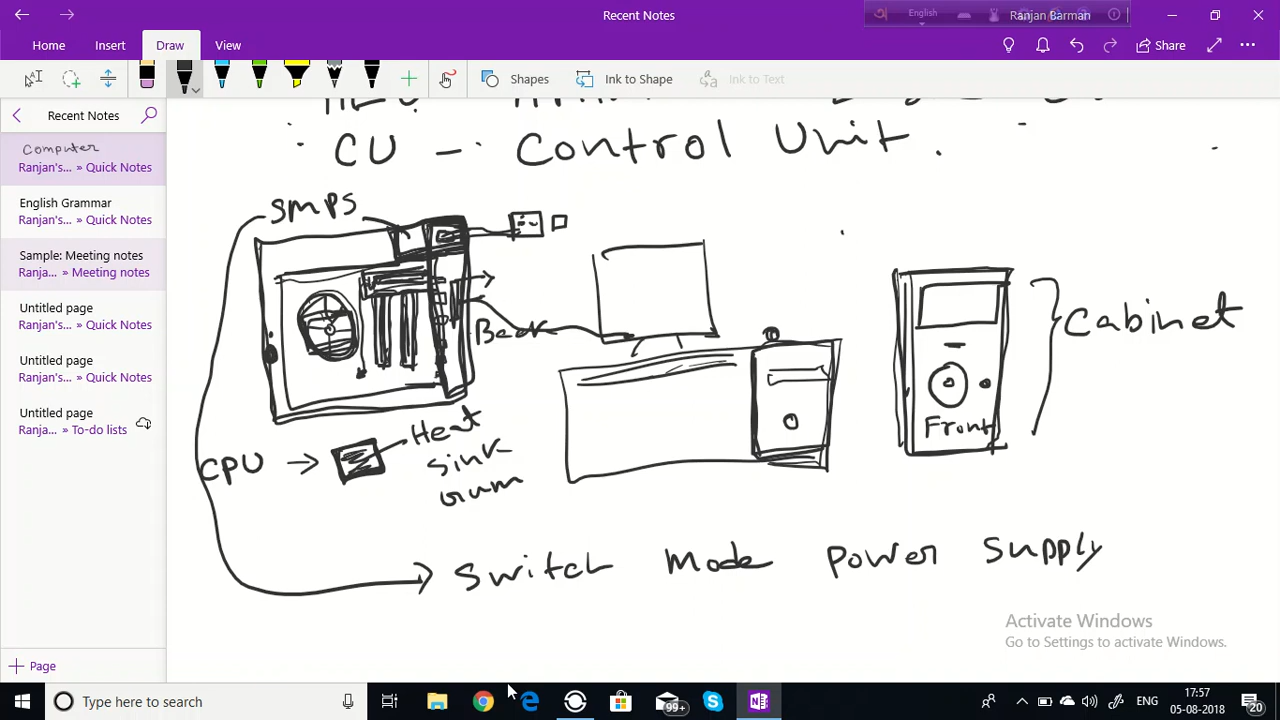 Recent Notes
English
Ranjan Barman
Home
Insert
Draw
View
Share
Shapes
Ink to Shape
Ink to Text
Recent Notes
Computer
Ranjan's... » Quick Notes
English Grammar
Ranjan's... » Quick Notes
Sample: Meeting notes
Ranja... » Meeting notes
Untitled page
Ranjan's... » Quick Notes
Untitled page
Ranjan's... » Quick Notes
Untitled page
Ranja... » To-do lists
Page
CU - Control Unit.
SMPS
Back
Cabinet
Front
Heat
Sink
CPU →
Switch Mode Power Supply
Activate Windows
Go to Settings to activate Windows.
Type here to search
99+
ENG
17:57
05-08-2018
20